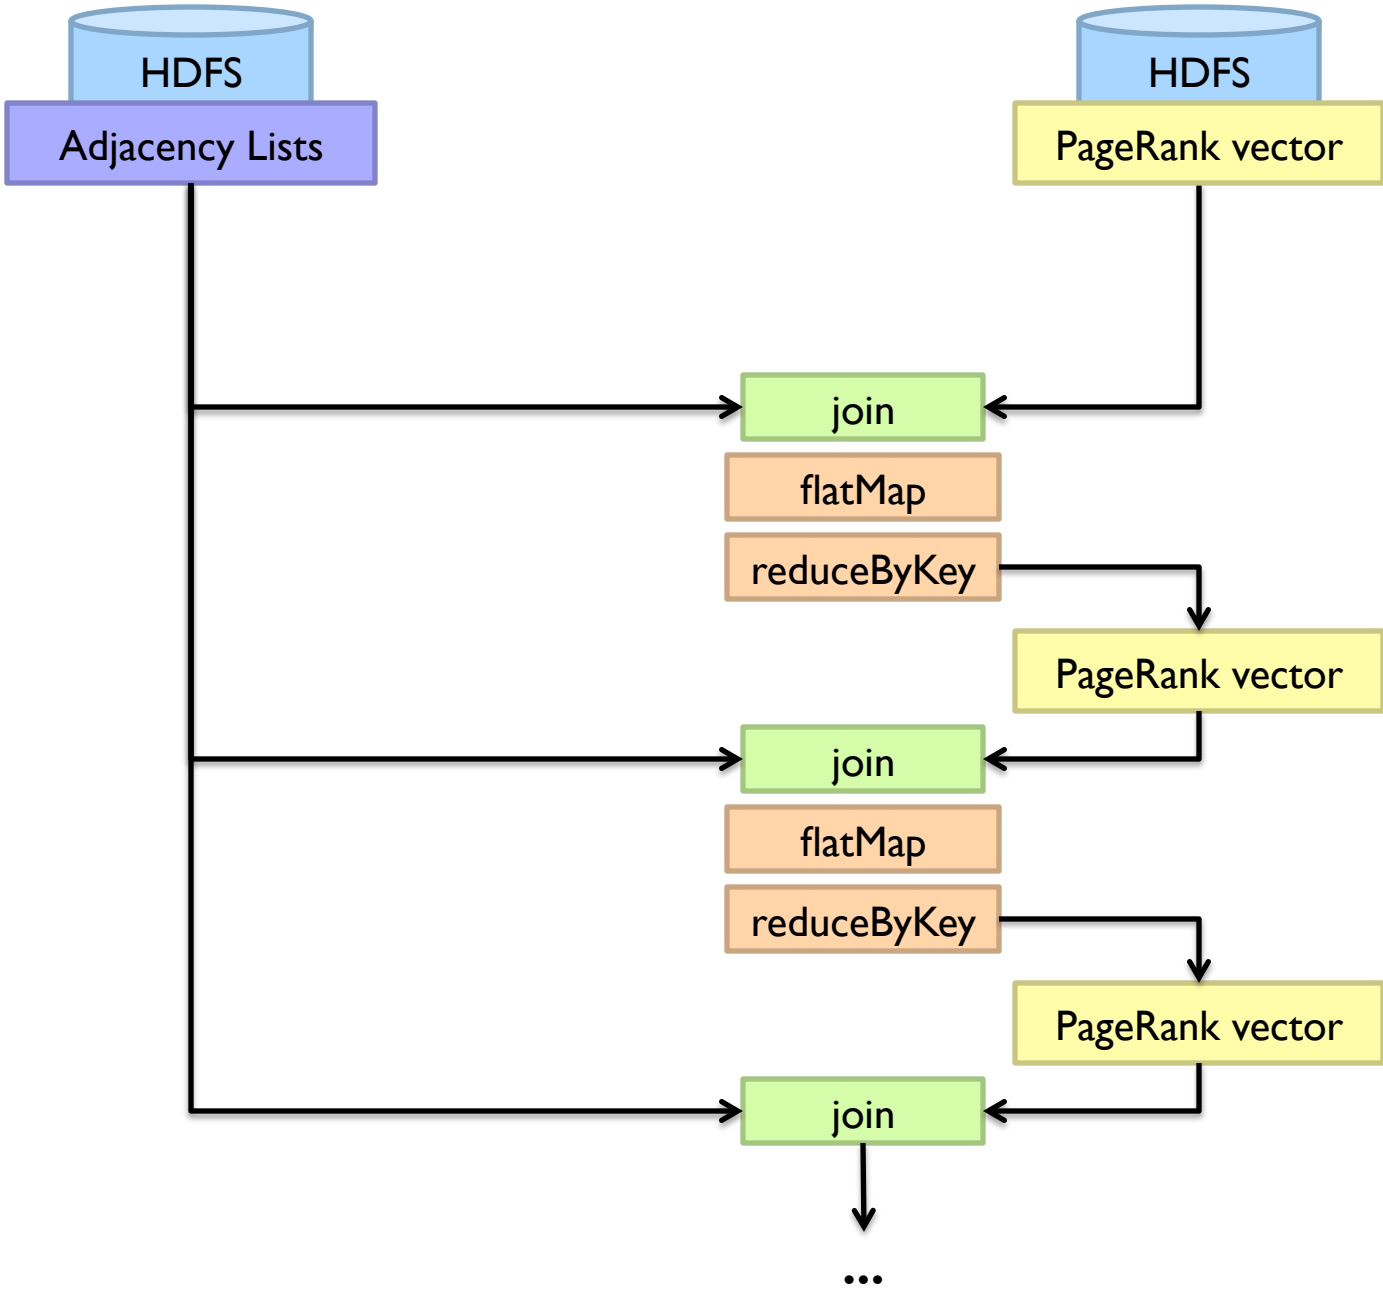 HDFS
HDFS
Adjacency Lists
PageRank vector
join
flatMap
reduceByKey
PageRank vector
join
flatMap
reduceByKey
PageRank vector
join
...